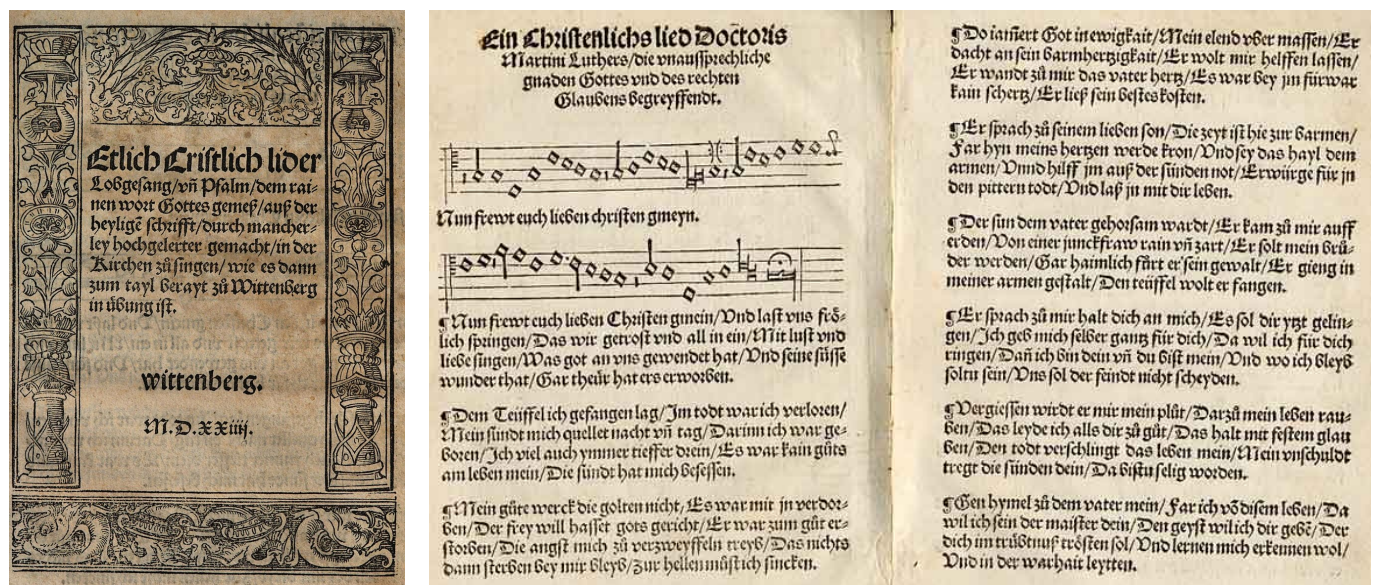 Etlich Cristlich lider
Lobgesang/vn̄ Psalm/dem rai-
nen wort Gottes gemeß/auß der
heyligē schrifft/durch mancher-
ley hochgelerter gemacht/in der
Kirchen zů singen/wie es dann
zum tayl berayt zů Wittenberg
in übung ist.
wittenberg.
M.D.XXiiij.
Ein Christenlichs lied Doctoris
Martini Luthers/die vnaussprechliche
gnaden Gottes vnd des rechten
Glaubens begreyffendt.
Nun frewt euch lieben christen gmeyn.
¶Nun frewt euch lieben Christen gmein/Vnd last vns frö-
lich springen/Das wir getrost vnd all in ein/Mit lust vnd
liebe singen/Was got an vns gewendet hat/Vnd seine süsse
wunder that/Gar theür hat ers erworben.
¶Dem Teüffel ich gefangen lag/Im todt war ich verloren/
Mein sündt mich quellet nacht vn̄ tag/Darinn ich war ge-
boren/Ich viel auch ymmer tieffer drein/Es war kain gůts
am leben mein/Die sündt hat mich besessen.
¶Mein gůte werck die golten nicht/Es war mit jn verdor-
ben/Der frey will hasset gots gericht/Er war zum gůt er-
storben/Die angst mich zů verzweyffeln treyb/Das nichts
dann sterben bey mir bleyb/Zur hellen můst ich sincken.
¶Do iam̄ert Got in ewigkait/Mein elend vber massen/Er
dacht an sein barmhertzigkait/Er wolt mir helffen lassen/
Er wandt zů mir das vater hertz/Es war bey jm fürwar
kain schertz/Er ließ sein bestes kosten.
¶Er sprach zů seinem lieben son/Die zeyt ist hie zur barmen/
Far hyn meins hertzen werde kron/Vnd sey das hayl dem
armen/Vnnd hilff jm auß der sünden not/Erwürge für jn
den pittern todt/Vnd laß jn mit dir leben.
¶Der sun dem vater gehorsam wardt/Er kam zů mir auff
erden/Von einer junckfraw rain vn̄ zart/Er solt mein brů-
der werden/Gar haimlich fůrt er sein gewalt/Er gieng in
meiner armen gestalt/Den teüffel wolt er fangen.
¶Er sprach zů mir halt dich an mich/Es sol dir ytzt gelin-
gen/Ich geb mich selber gantz für dich/Da wil ich für dich
ringen/Dan̄ ich bin dein vn̄ du bist mein/Vnd wo ich bleyb
soltu sein/Vns sol der feindt nicht scheyden.
¶Vergiessen wirdt er mir mein plůt/Darzů mein leben rau-
ben/Das leyde ich alls dir zů gůt/Das halt mir festem glau
ben/Den todt verschlingt das leben mein/Mein vnschuldt
tregt die sünden dein/Da bistu selig worden.
¶Gen hymel zů dem vater mein/Far ich vō disem leben/Da
wil ich sein der maister dein/Den geyst wil ich dir gebē/Der
dich im trübtnuß trösten sol/Vnd lernen mich erkennen wol/
Vnd in der warhait leytten.